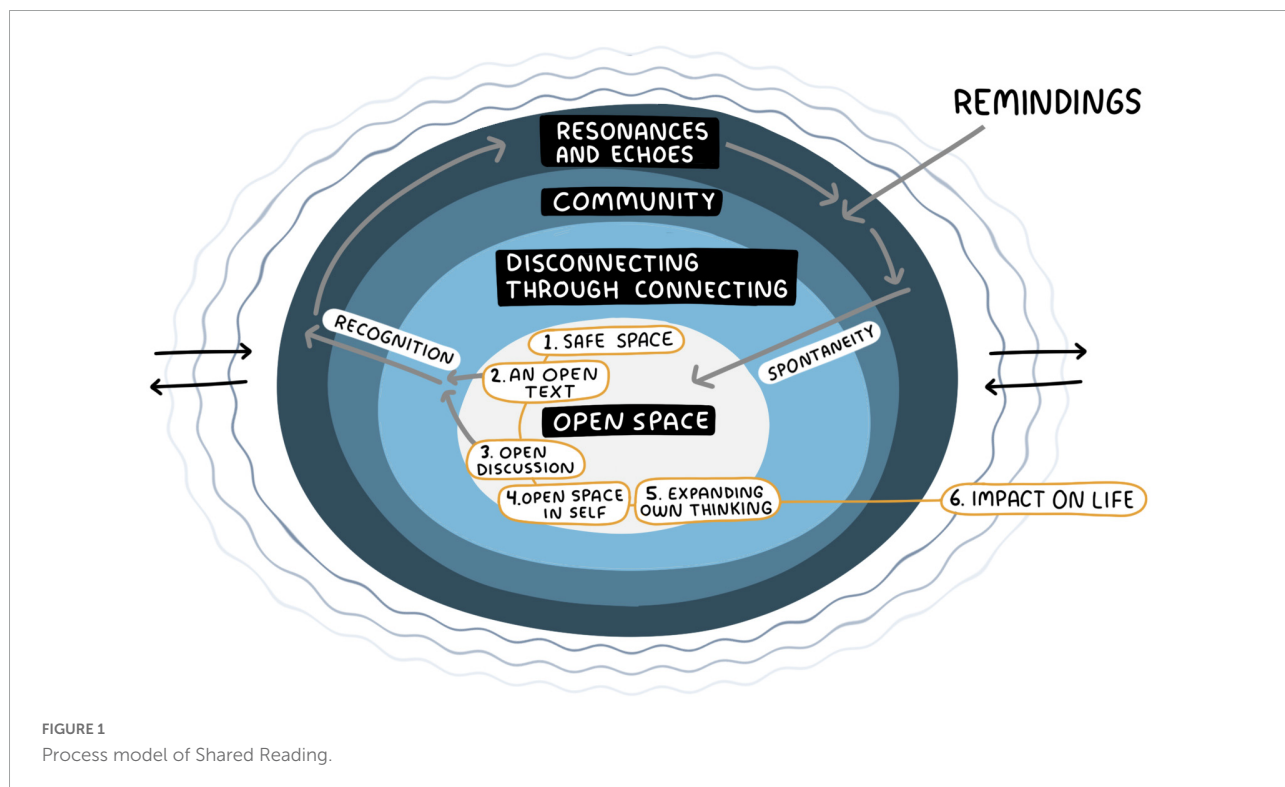 REMINDINGS
RESONANCES
AND ECHOES
COMMUNITY
DISCONNECTING
THROUGH CONNECTING
RECOGNITION
SPONTANEITY
1. SAFE SPACE
2. AN OPEN
TEXT
OPEN SPACE
3. OPEN
DISCUSSION
4. OPEN SPACE
IN SELF
5. EXPANDING
OWN THINKING
6. IMPACT ON LIFE
FIGURE 1
Process model of Shared Reading.